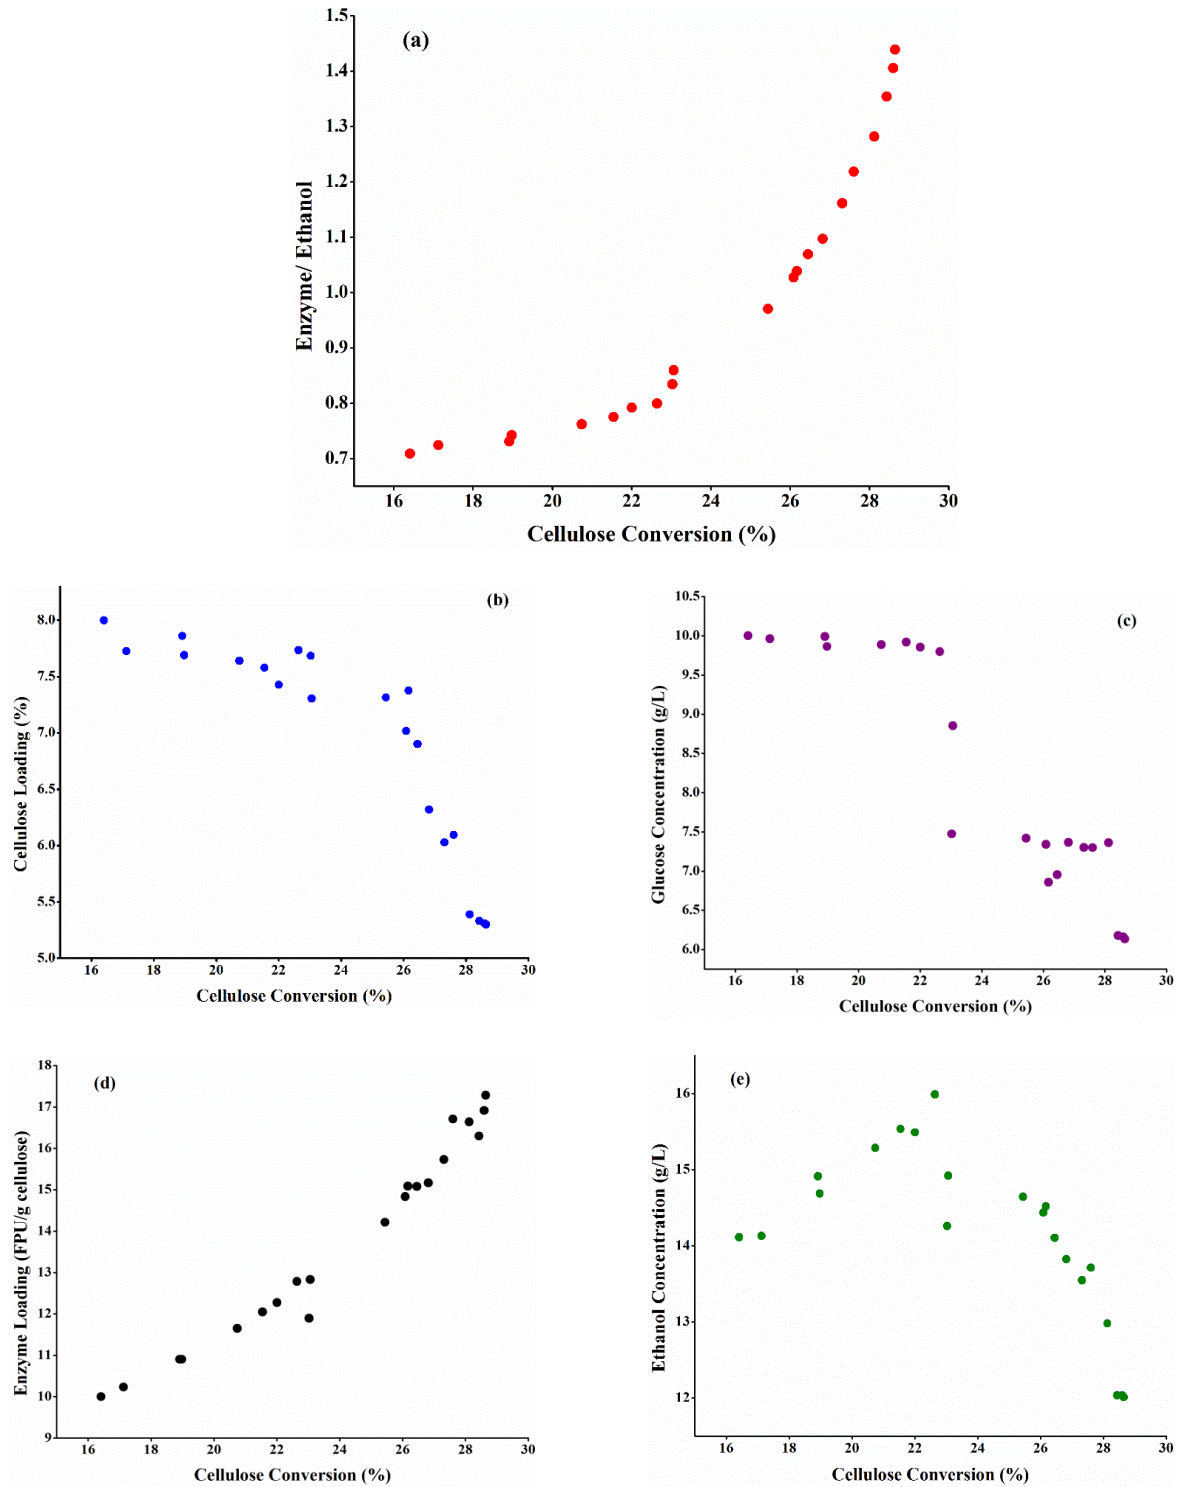 (a)
1.5
1.4
1.3
1.2
1.1
1.0
0.9
0.8
0.7
Enzyme/ Ethanol
16 18 20 22 24 26 28 30
Cellulose Conversion (%)
(b)
8.0
7.5
7.0
6.5
6.0
5.5
5.0
Cellulose Loading (%)
16 18 20 22 24 26 28 30
Cellulose Conversion (%)
(c)
10.5
10.0
9.5
9.0
8.5
8.0
7.5
7.0
6.5
6.0
Glucose Concentration (g/L)
16 18 20 22 24 26 28 30
Cellulose Conversion (%)
(d)
18
17
16
15
14
13
12
11
10
9
Enzyme Loading (FPU/g cellulose)
16 18 20 22 24 26 28 30
Cellulose Conversion (%)
(e)
16
15
14
13
12
Ethanol Concentration (g/L)
16 18 20 22 24 26 28 30
Cellulose Conversion (%)